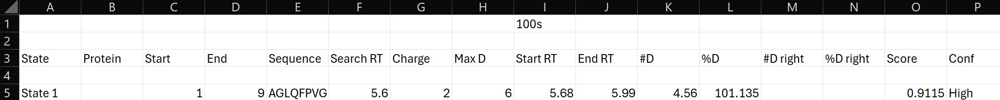 A B C D E F G H I J K L M N O P
1 100s
2
3 State Protein Start End Sequence Search RT Charge Max D Start RT End RT #D %D #D right %D right Score Conf
4
5 State 1 1 9 AGLQFPVG 5.6 2 6 5.68 5.99 4.56 101.135 0.9115 High